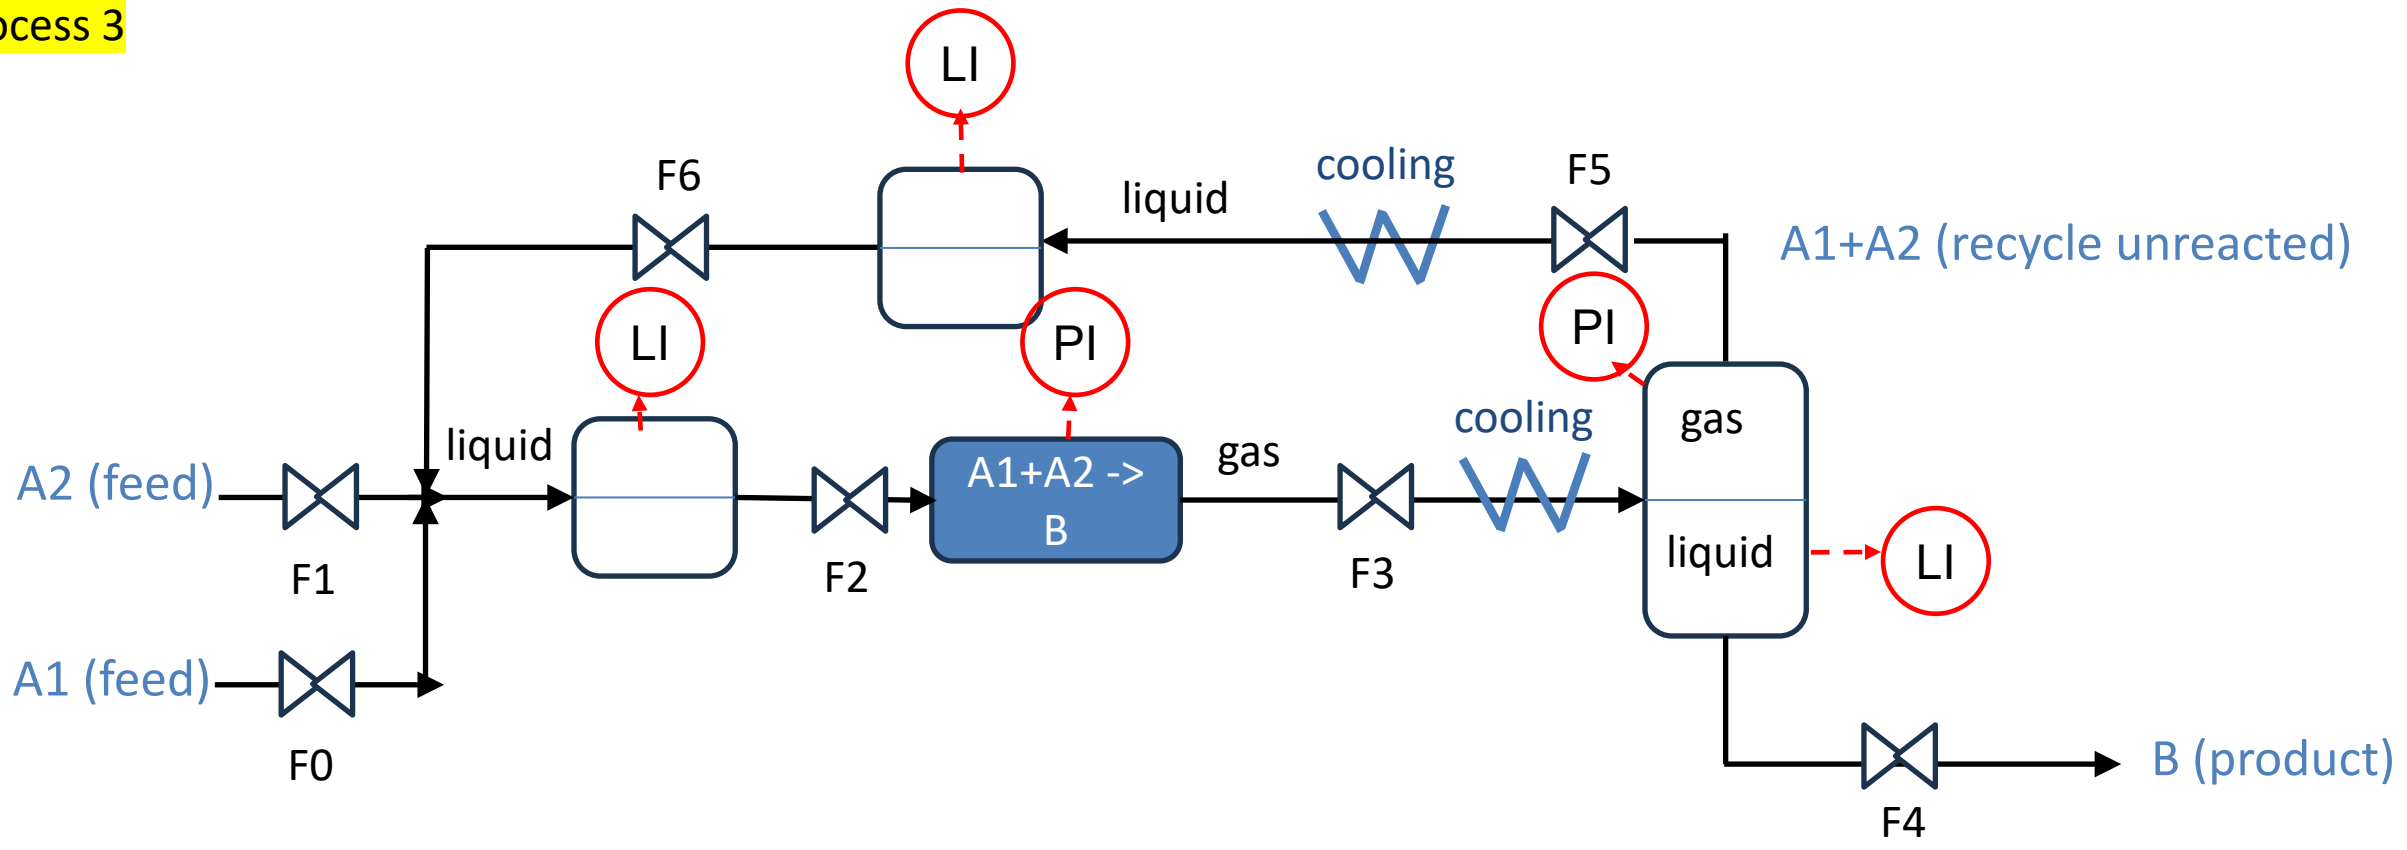 ocess 3
LI
F6
liquid
cooling
F5
A1+A2 (recycle unreacted)
LI
PI
PI
liquid
gas
cooling
gas
A2 (feed)
A1+A2 ->
B
liquid
LI
F1
F2
F3
A1 (feed)
F0
B (product)
F4